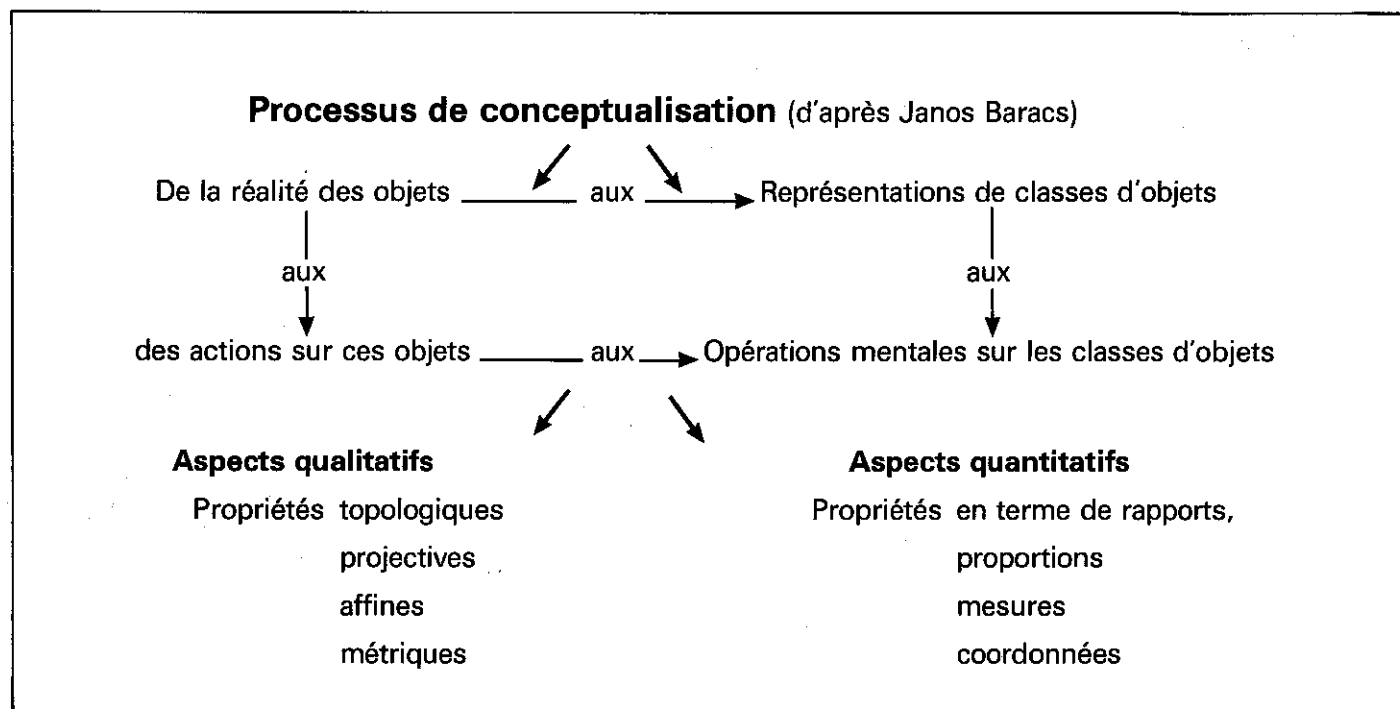 Processus de conceptualisation (d'après Janos Baracs)
De la réalité des objets aux Représentations de classes d'objets
aux aux
des actions sur ces objets aux Opérations mentales sur les classes d'objets
Aspects qualitatifs Aspects quantitatifs
Propriétés topologiques Propriétés en terme de rapports,
projectives proportions
affines mesures
métriques coordonnées